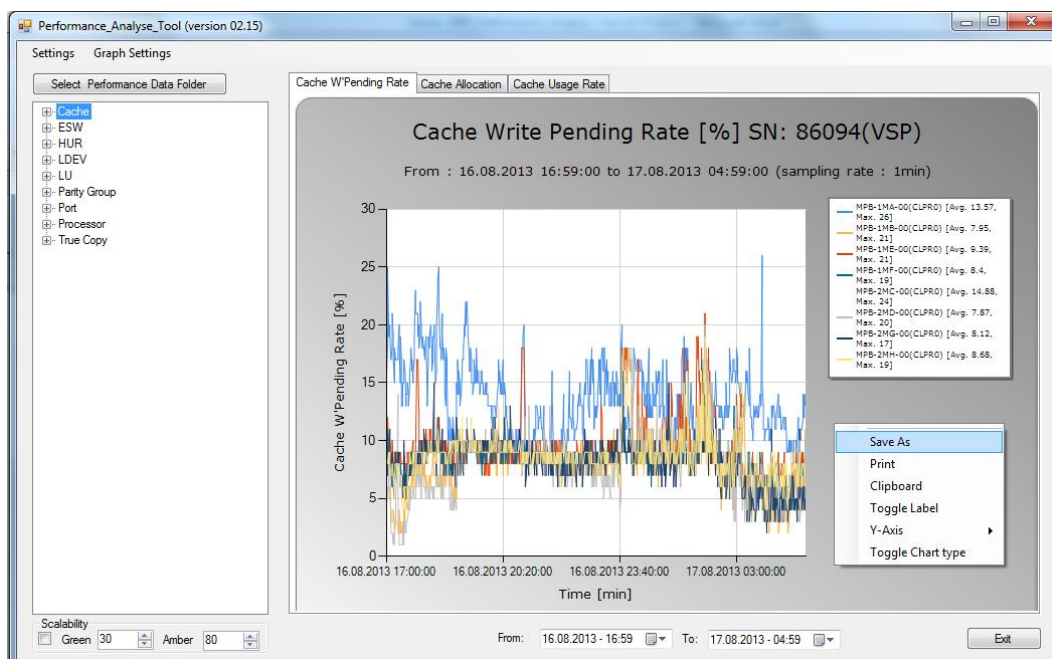 Performance_Analyse_Tool (version 02.15)
Settings Graph Settings
Select Performance Data Folder
Cache W'Pending Rate Cache Allocation Cache Usage Rate
Cache
ESW
HUR
LDEV
LU
Parity Group
Port
Processor
True Copy
Cache Write Pending Rate [%] SN: 86094(VSP)
From : 16.08.2013 16:59:00 to 17.08.2013 04:59:00 (sampling rate : 1min)
Cache W'Pending Rate [%]
30
25
20
15
10
5
0
16.08.2013 17:00:00 16.08.2013 20:20:00 16.08.2013 23:40:00 17.08.2013 03:00:00
Time [min]
MPB-1MA-00(CLPR0) [Avg. 13.57,
Max. 26]
MPB-1MB-00(CLPR0) [Avg. 7.95,
Max. 21]
MPB-1ME-00(CLPR0) [Avg. 9.39,
Max. 21]
MPB-1MF-00(CLPR0) [Avg. 8.4,
Max. 19]
MPB-2MC-00(CLPR0) [Avg. 14.88,
Max. 24]
MPB-2MD-00(CLPR0) [Avg. 7.87,
Max. 20]
MPB-2MG-00(CLPR0) [Avg. 8.12,
Max. 17]
MPB-2MH-00(CLPR0) [Avg. 8.68,
Max. 19]
Save As
Print
Clipboard
Toggle Label
Y-Axis
Toggle Chart type
Scalability
Green 30 Amber 80
From: 16.08.2013 - 16:59 To: 17.08.2013 - 04:59
Exit